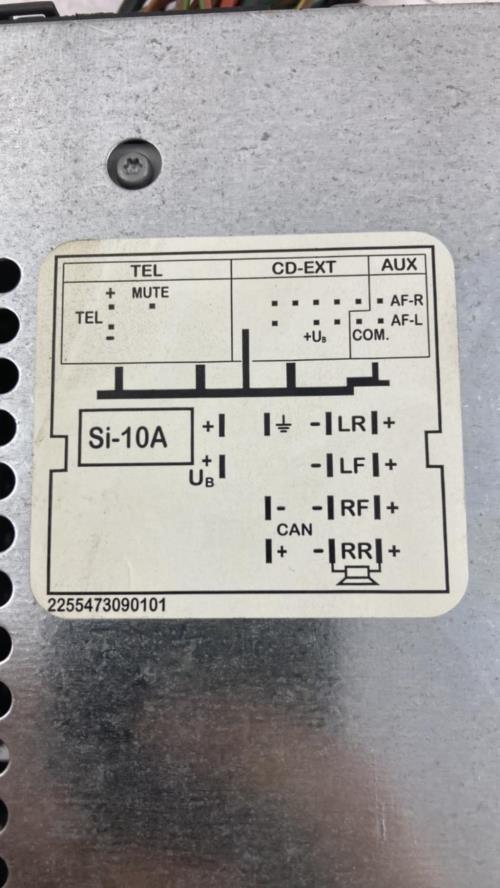 TEL CD-EXT AUX
+ MUTE
TEL
-
AF-R
AF-L
+UB COM.
Si-10A + - LR +
+ UB - LF +
- - RF +
CAN
+ - RR +
2255473090101